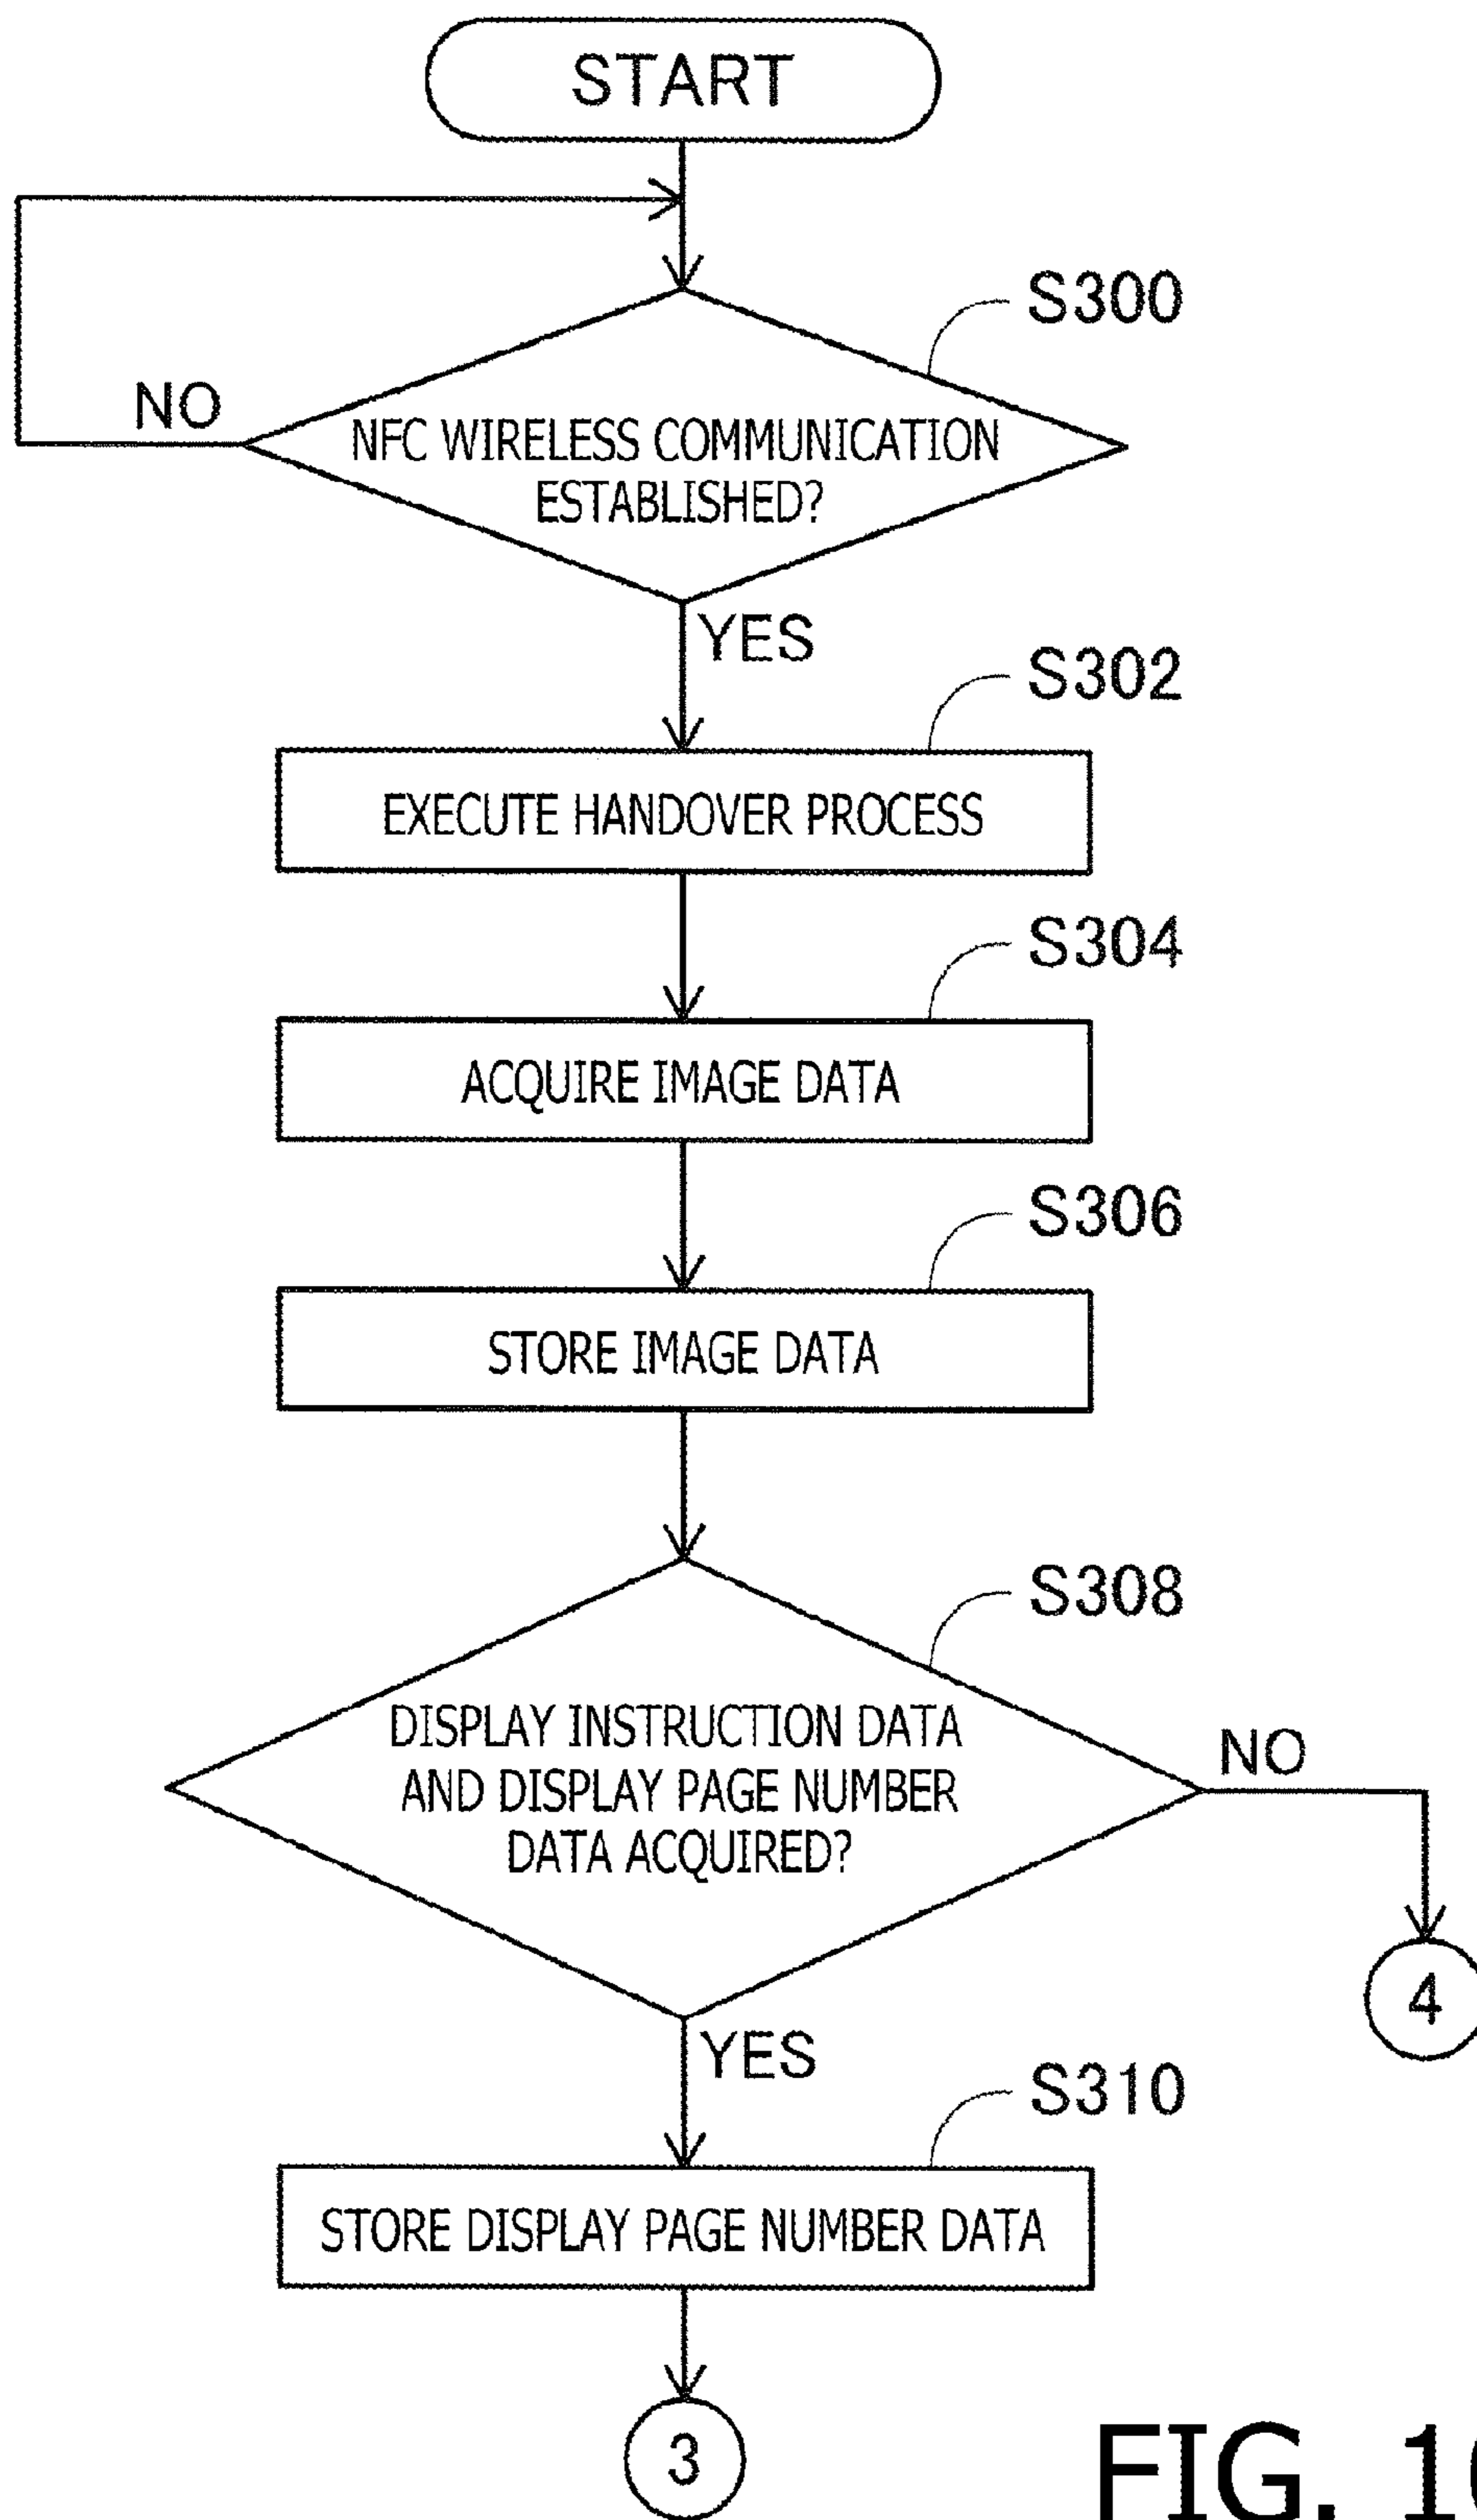 START
S300
NO
NFC WIRELESS COMMUNICATION
ESTABLISHED?
YES
S302
EXECUTE HANDOVER PROCESS
S304
ACQUIRE IMAGE DATA
S306
STORE IMAGE DATA
S308
DISPLAY INSTRUCTION DATA
AND DISPLAY PAGE NUMBER
DATA ACQUIRED?
NO
4
YES
S310
STORE DISPLAY PAGE NUMBER DATA
3
FIG.